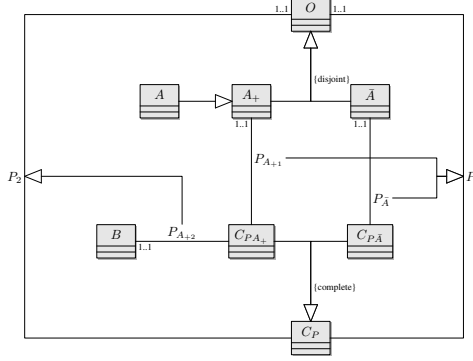 1..1 O 1..1
{disjoint}
A A₊ Ā
1..1 1..1
P_{A₊₁}
P₂ P
P_Ā
B P_{A₊₂} C_{PA₊} C_{PĀ}
1..1
{complete}
C_P